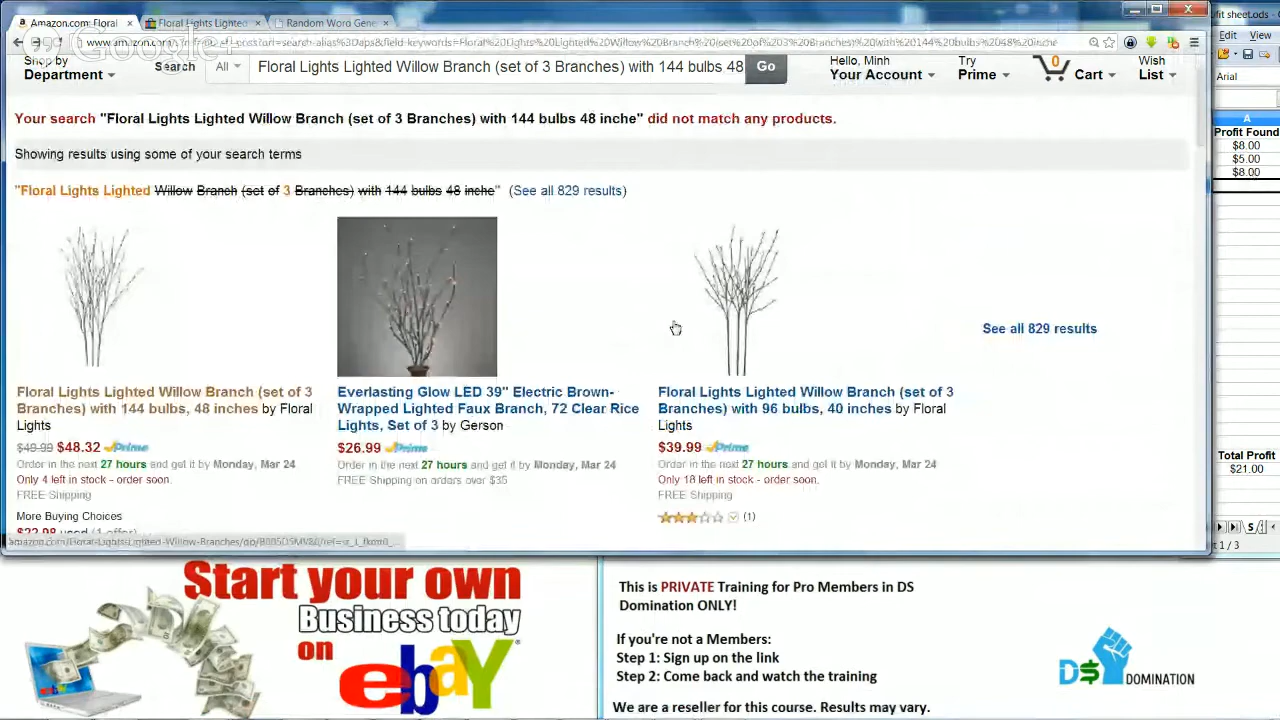 Amazon.com: Floral
Floral Lights Lighted
Random Word Gene
fit sheet.ods
Google+
Edit View
Shop by
Department
Search
All
Floral Lights Lighted Willow Branch (set of 3 Branches) with 144 bulbs 48
Go
Hello, Minh
Your Account
Try
Prime
0
Cart
Wish
List
Arial
A
Your search "Floral Lights Lighted Willow Branch (set of 3 Branches) with 144 bulbs 48 inche" did not match any products.
Profit Found
$8.00
$5.00
$8.00
Showing results using some of your search terms
"Floral Lights Lighted Willow Branch (set of 3 Branches) with 144 bulbs 48 inche" (See all 829 results)
See all 829 results
Floral Lights Lighted Willow Branch (set of 3
Branches) with 144 bulbs, 48 inches by Floral
Lights
$49.99 $48.32 Prime
Order in the next 27 hours and get it by Monday, Mar 24
Only 4 left in stock - order soon.
FREE Shipping
More Buying Choices
$22.98 used (1 offer)
Everlasting Glow LED 39" Electric Brown-
Wrapped Lighted Faux Branch, 72 Clear Rice
Lights, Set of 3 by Gerson
$26.99 Prime
Order in the next 27 hours and get it by Monday, Mar 24
FREE Shipping on orders over $35
Floral Lights Lighted Willow Branch (set of 3
Branches) with 96 bulbs, 40 inches by Floral
Lights
$39.99 Prime
Order in the next 27 hours and get it by Monday, Mar 24
Only 18 left in stock - order soon.
FREE Shipping
(1)
Total Profit
$21.00
1 / 3
Start your own
Business today
on ebay
This is PRIVATE Training for Pro Members in DS
Domination ONLY!
If you're not a Members:
Step 1: Sign up on the link
Step 2: Come back and watch the training
We are a reseller for this course. Results may vary.
D$ DOMINATION